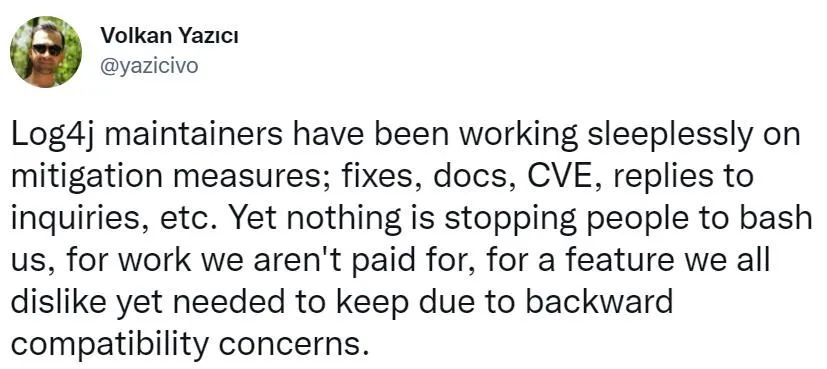 Volkan Yazıcı
@yazicivo
Log4j maintainers have been working sleeplessly on
mitigation measures; fixes, docs, CVE, replies to
inquiries, etc. Yet nothing is stopping people to bash
us, for work we aren't paid for, for a feature we all
dislike yet needed to keep due to backward
compatibility concerns.